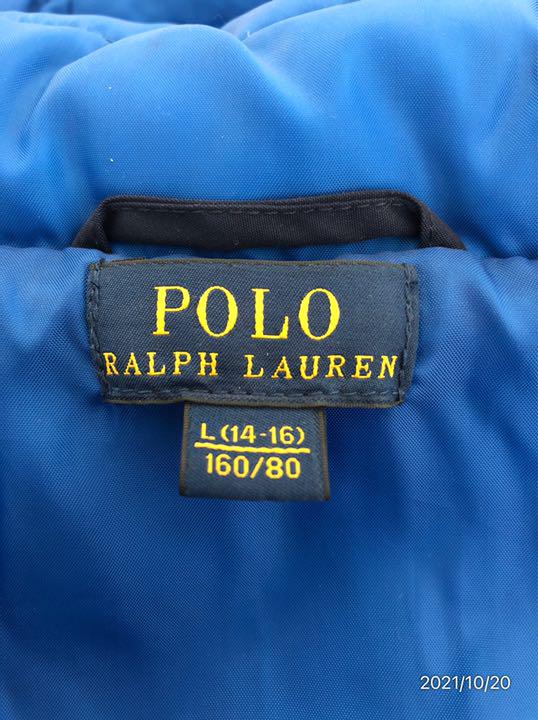 POLO
RALPH LAUREN
L (14-16)
160/80
2021/10/20